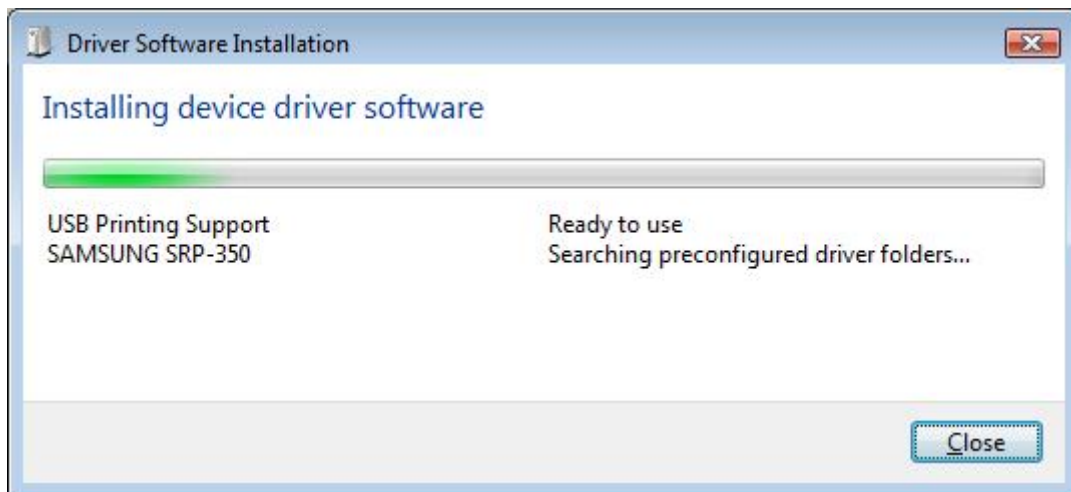 Driver Software Installation
Installing device driver software
USB Printing Support Ready to use
SAMSUNG SRP-350 Searching preconfigured driver folders...
Close